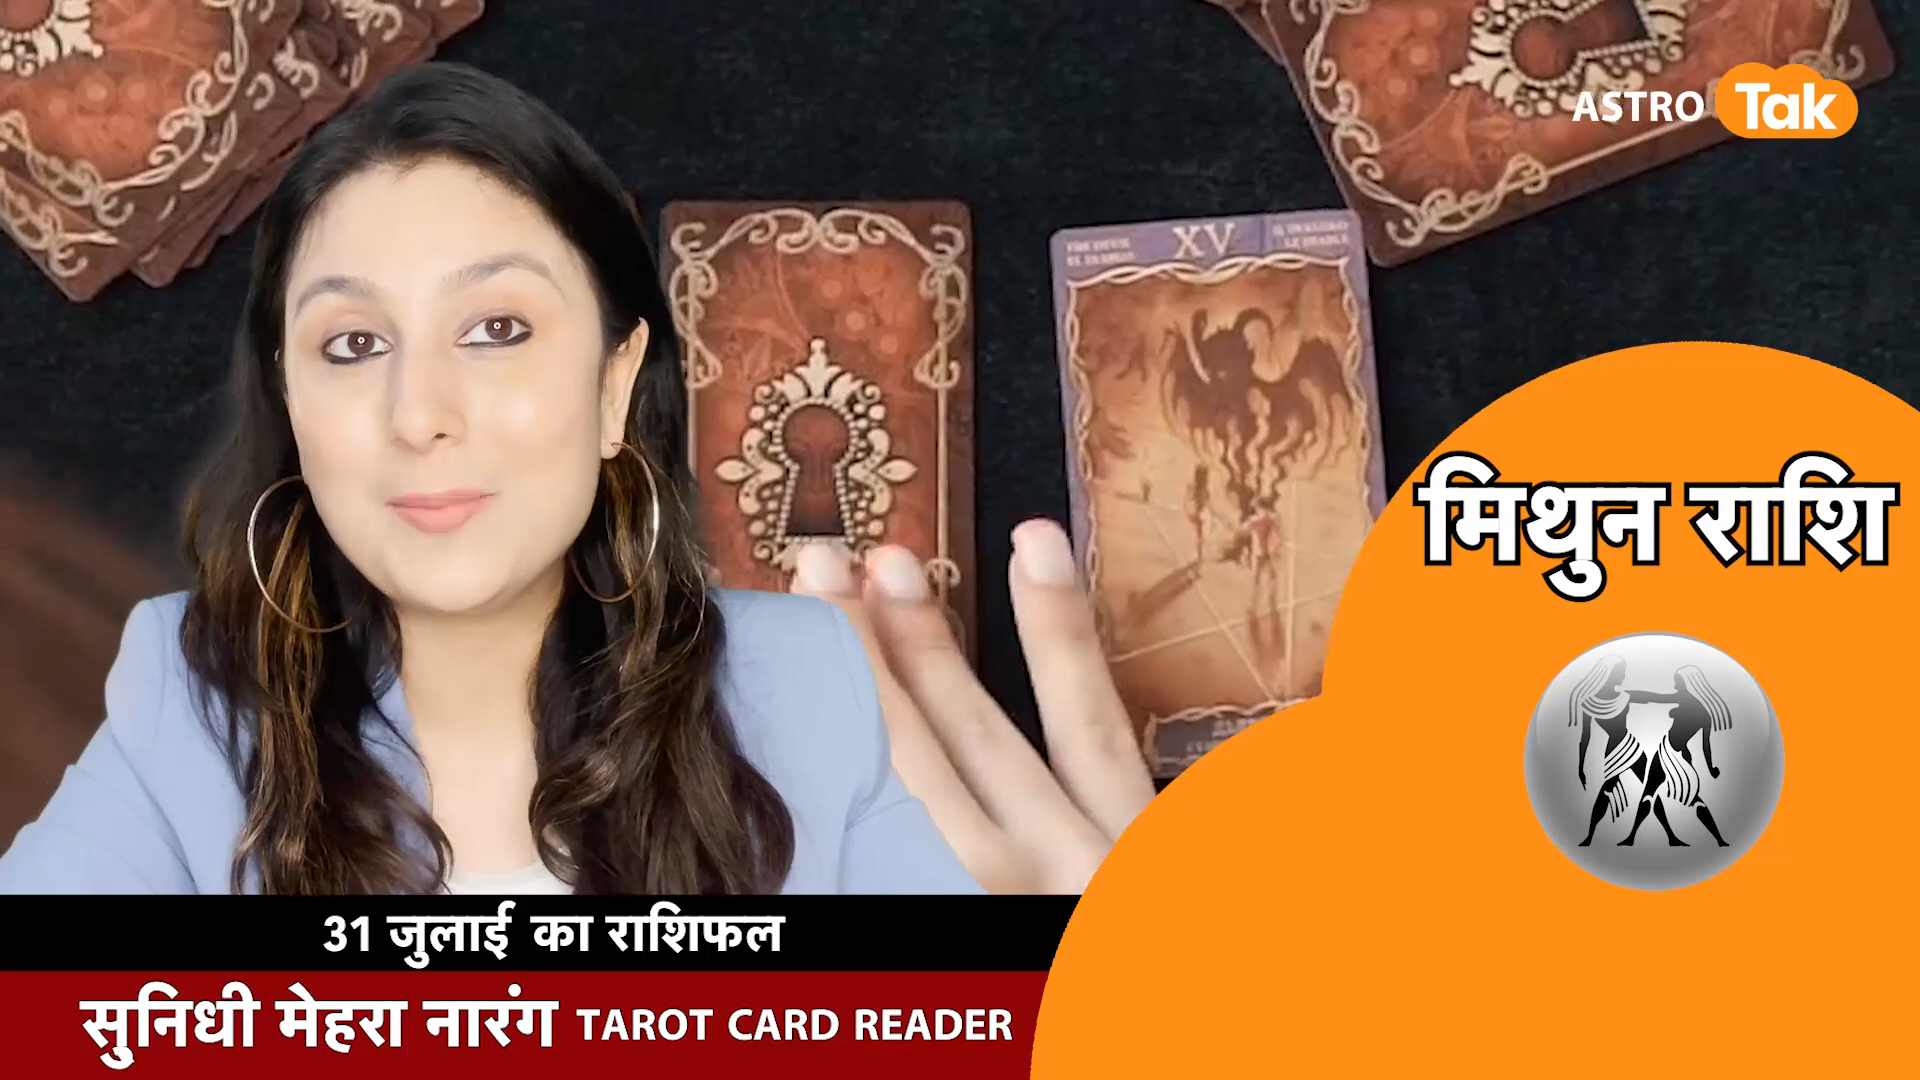 ASTRO Tak
XV
मिथुन राशि
31 जुलाई का राशिफल
सुनिधी मेहरा नारंग TAROT CARD READER